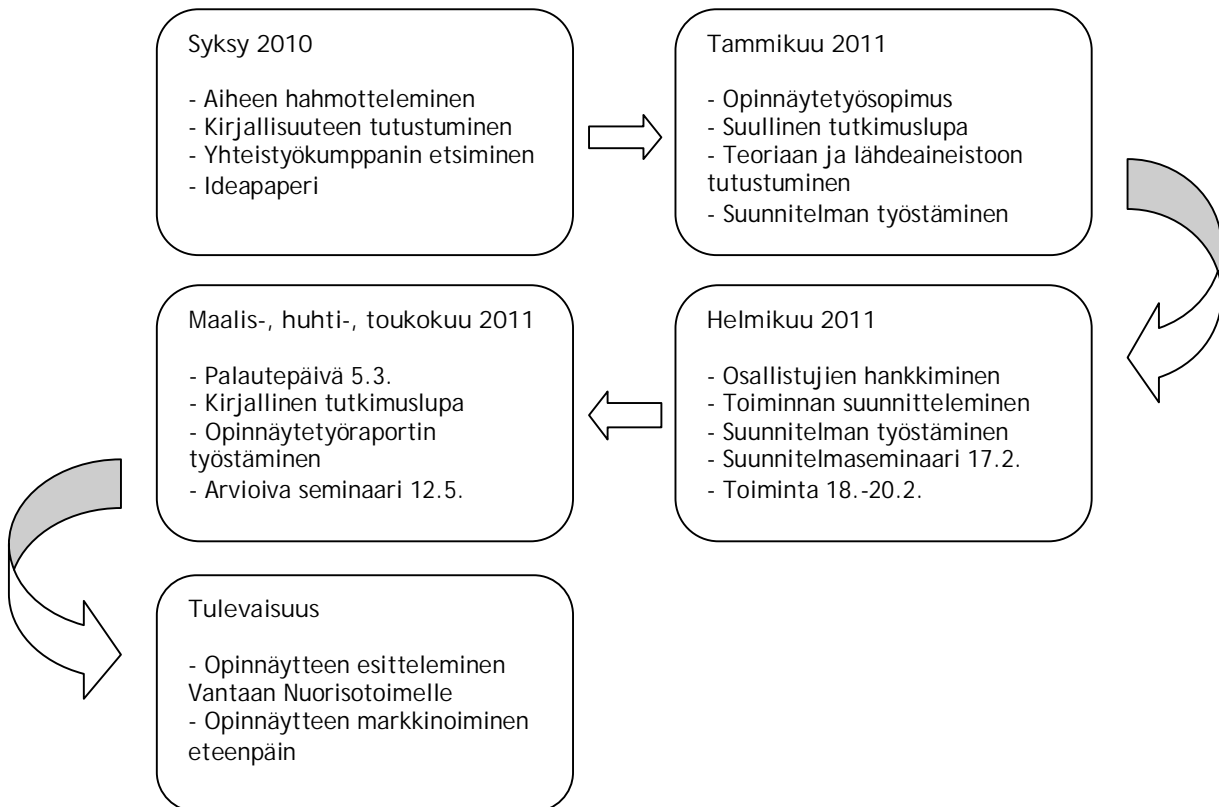 Syksy 2010
- Aiheen hahmotteleminen
- Kirjallisuuteen tutustuminen
- Yhteistyökumppanin etsiminen
- Ideapaperi
Tammikuu 2011
- Opinnäytetyösopimus
- Suullinen tutkimuslupa
- Teoriaan ja lähdeaineistoon
tutustuminen
- Suunnitelman työstäminen
Helmikuu 2011
- Osallistujien hankkiminen
- Toiminnan suunnitteleminen
- Suunnitelman työstäminen
- Suunnitelmaseminaari 17.2.
- Toiminta 18.-20.2.
Maalis-, huhti-, toukokuu 2011
- Palautepäivä 5.3.
- Kirjallinen tutkimuslupa
- Opinnäytetyöraportin
työstäminen
- Arvioiva seminaari 12.5.
Tulevaisuus
- Opinnäytteen esitteleminen
Vantaan Nuorisotoimelle
- Opinnäytteen markkinoiminen
eteenpäin